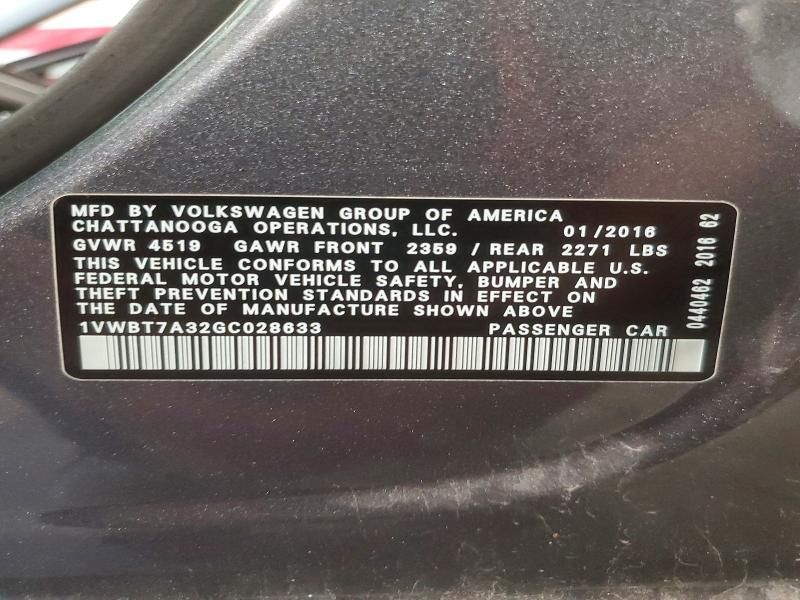 MFD BY VOLKSWAGEN GROUP OF AMERICA
CHATTANOOGA OPERATIONS, LLC. 01/2016
GVWR 4519 GAWR FRONT 2359 / REAR 2271 LBS
THIS VEHICLE CONFORMS TO ALL APPLICABLE U.S.
FEDERAL MOTOR VEHICLE SAFETY, BUMPER AND
THEFT PREVENTION STANDARDS IN EFFECT ON
THE DATE OF MANUFACTURE SHOWN ABOVE
1VWBT7A32GC028633 PASSENGER CAR
0440462 2016 62